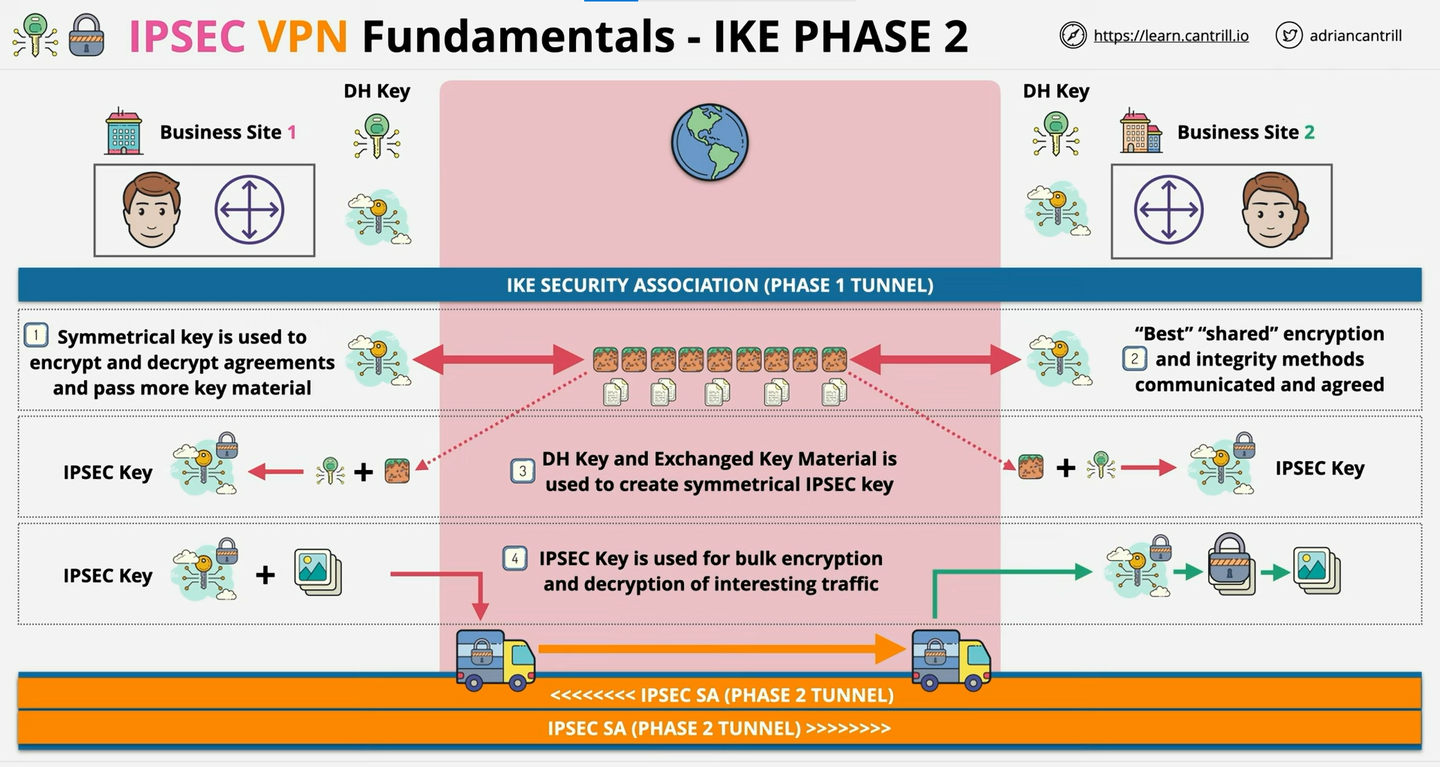 IPSEC VPN Fundamentals - IKE PHASE 2
https://learn.cantrill.io
adriancantrill
DH Key
DH Key
Business Site 1
Business Site 2
IKE SECURITY ASSOCIATION (PHASE 1 TUNNEL)
1
Symmetrical key is used to
encrypt and decrypt agreements
and pass more key material
“Best” “shared” encryption
2
and integrity methods
communicated and agreed
IPSEC Key
+
3
DH Key and Exchanged Key Material is
used to create symmetrical IPSEC key
+
IPSEC Key
IPSEC Key
+
4
IPSEC Key is used for bulk encryption
and decryption of interesting traffic
<<<<<<<< IPSEC SA (PHASE 2 TUNNEL)
IPSEC SA (PHASE 2 TUNNEL) >>>>>>>>